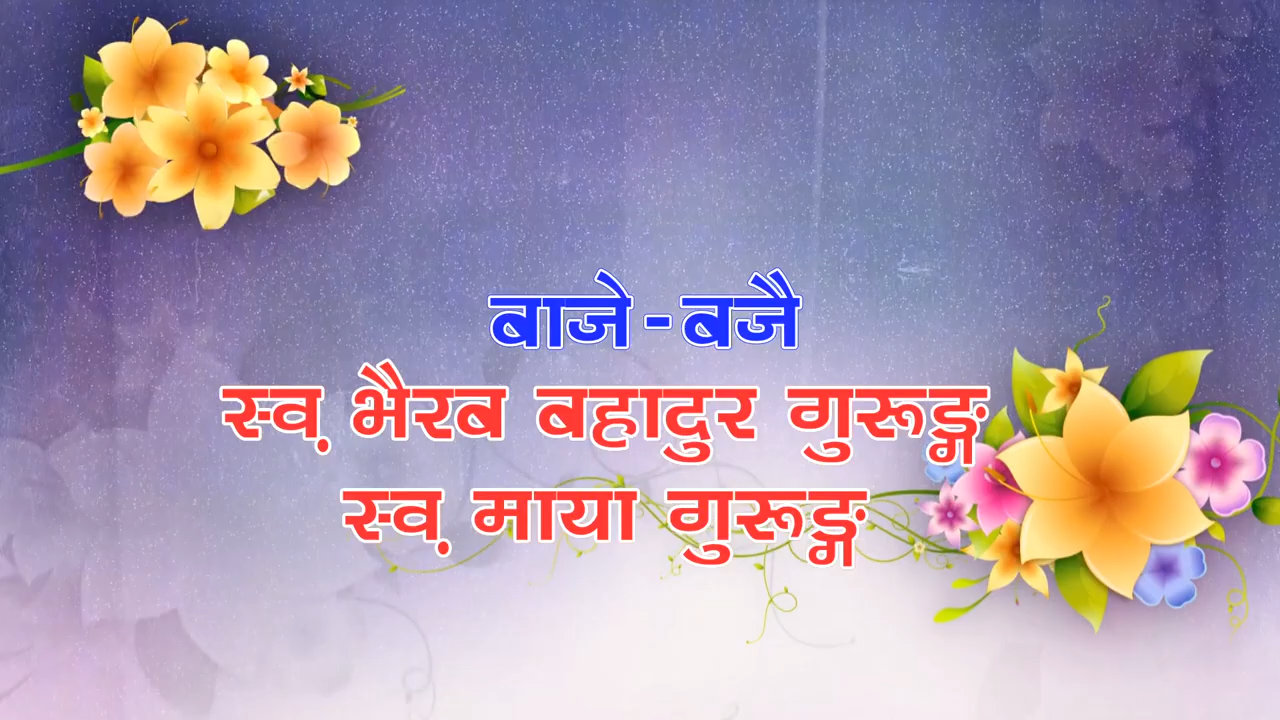 बाजे-बजै
स्व़ भैरब बहादुर गुरूङ्ग
स्व़ माया गुरूङ्ग